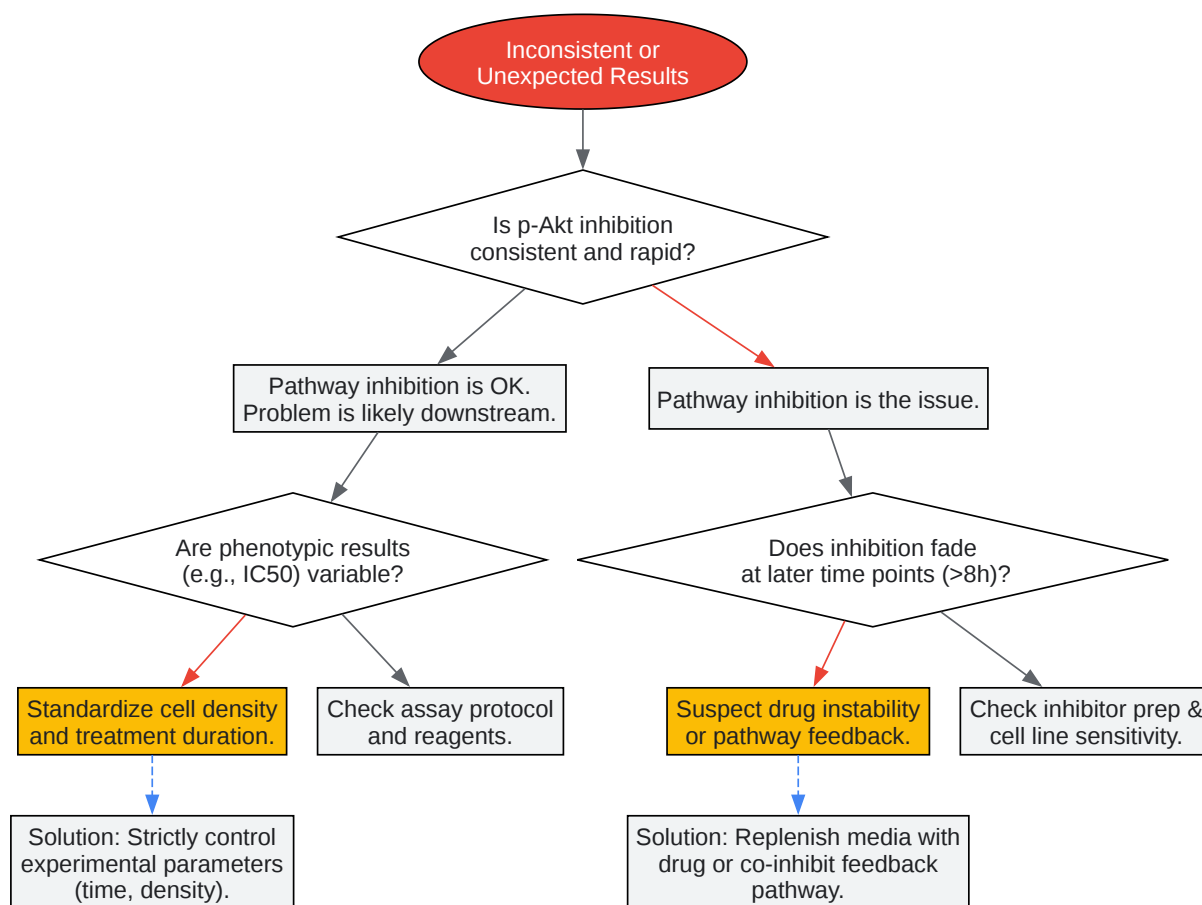 Inconsistent or
Unexpected Results
Is p-Akt inhibition
consistent and rapid?
Pathway inhibition is OK.
Problem is likely downstream.
Pathway inhibition is the issue.
Are phenotypic results
(e.g., IC50) variable?
Does inhibition fade
at later time points (>8h)?
Standardize cell density
and treatment duration.
Check assay protocol
and reagents.
Suspect drug instability
or pathway feedback.
Check inhibitor prep &
cell line sensitivity.
Solution: Strictly control
experimental parameters
(time, density).
Solution: Replenish media with
drug or co-inhibit feedback
pathway.